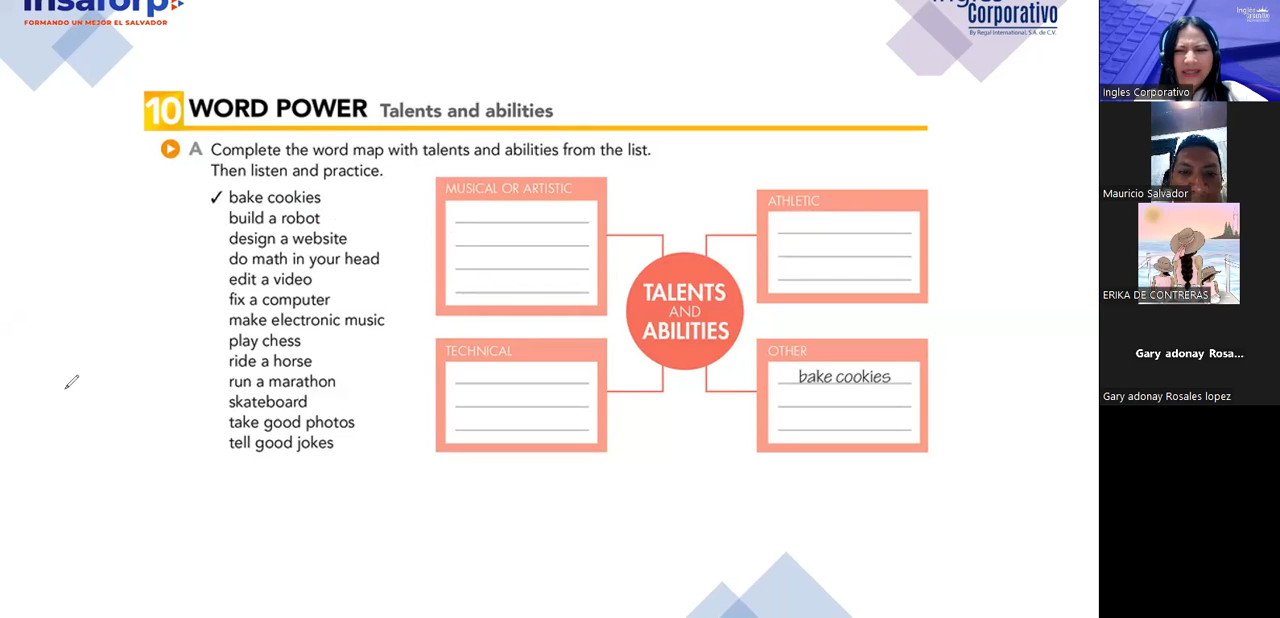 insaforp
FORMANDO UN MEJOR EL SALVADOR
Corporativo
By Regal International, S.A. de C.V.
10 WORD POWER Talents and abilities
A Complete the word map with talents and abilities from the list.
Then listen and practice.
✓ bake cookies
build a robot
design a website
do math in your head
edit a video
fix a computer
make electronic music
play chess
ride a horse
run a marathon
skateboard
take good photos
tell good jokes
MUSICAL OR ARTISTIC
ATHLETIC
TALENTS
AND
ABILITIES
TECHNICAL
OTHER
bake cookies
Ingles Corporativo
Mauricio Salvador
ERIKA DE CONTRERAS
Gary adonay Rosa...
Gary adonay Rosales lopez